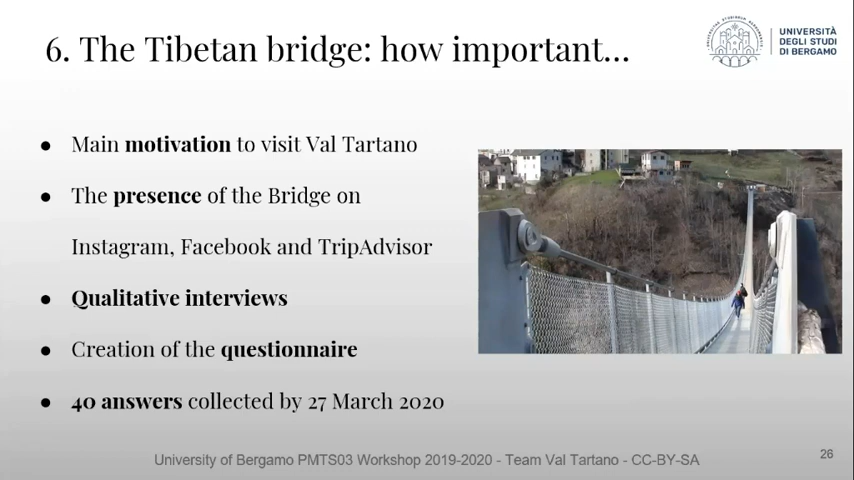 6. The Tibetan bridge: how important...
UNIVERSITÀ
DEGLI STUDI
DI BERGAMO
● Main motivation to visit Val Tartano
● The presence of the Bridge on
Instagram, Facebook and TripAdvisor
● Qualitative interviews
● Creation of the questionnaire
● 40 answers collected by 27 March 2020
University of Bergamo PMTS03 Workshop 2019-2020 - Team Val Tartano - CC-BY-SA
26